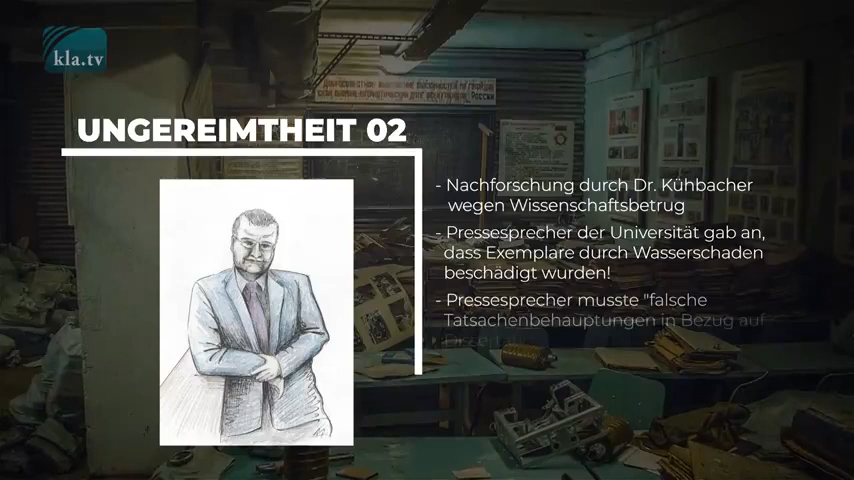 kla.tv
UNGEREIMTHEIT 02
- Nachforschung durch Dr. Kühbacher
wegen Wissenschaftsbetrug
- Pressesprecher der Universität gab an,
dass Exemplare durch Wasserschaden
beschädigt wurden!
- Pressesprecher musste "falsche
Tatsachenbehauptungen in Bezug auf